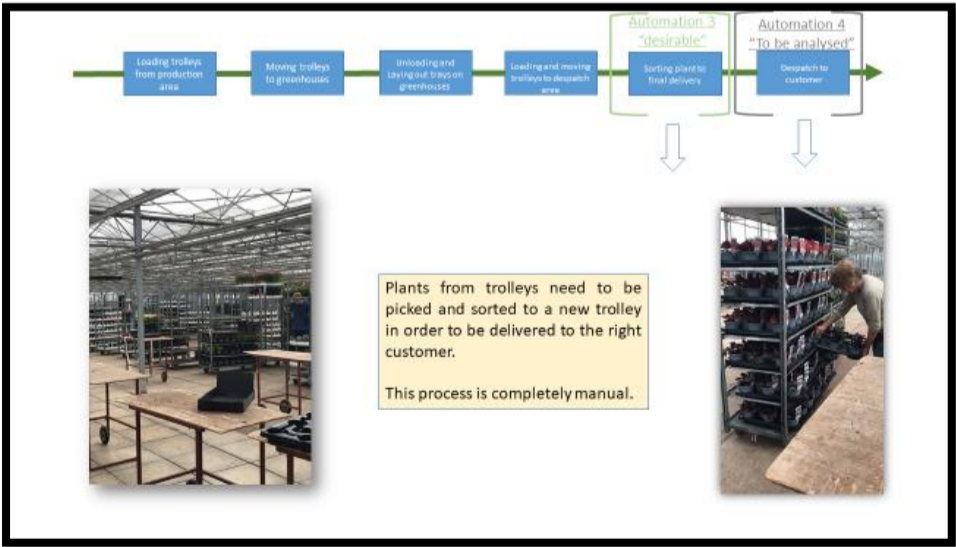 Automation 3
"desirable"
Automation 4
"To be analysed"
Loading trolleys
from production
area
Moving trolleys
to greenhouses
Unloading and
Laying out trays on
greenhouses
Loading and moving
trolleys to despatch
area
Sorting plant to
final delivery
Despatch to
customer
Plants from trolleys need to be
picked and sorted to a new trolley
in order to be delivered to the right
customer.
This process is completely manual.